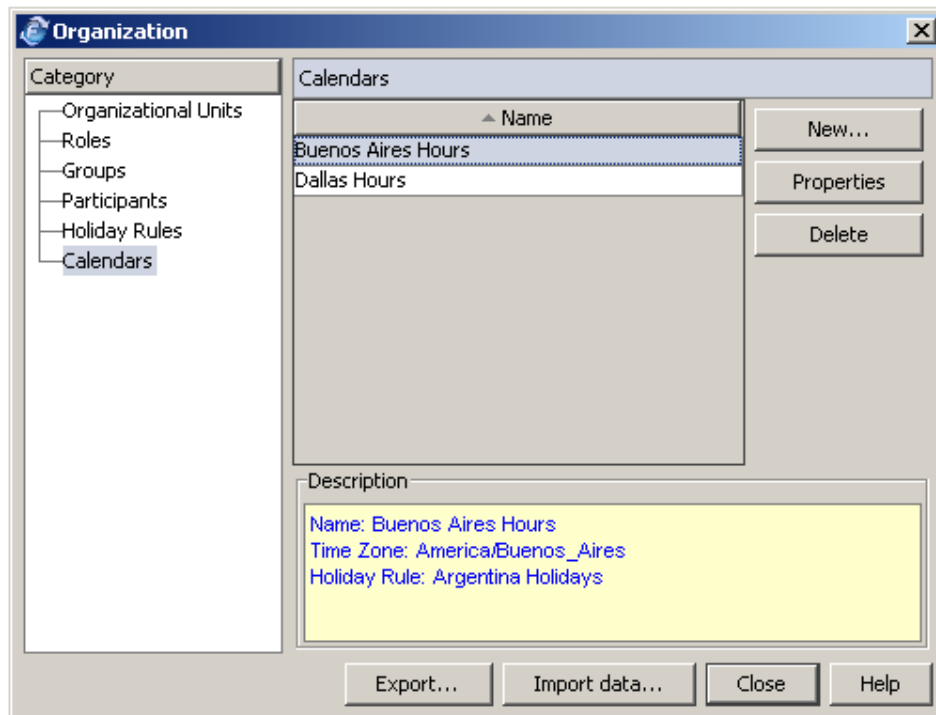 Organization
Category
Organizational Units
Roles
Groups
Participants
Holiday Rules
Calendars
Calendars
Name
Buenos Aires Hours
Dallas Hours
New...
Properties
Delete
Description
Name: Buenos Aires Hours
Time Zone: America/Buenos_Aires
Holiday Rule: Argentina Holidays
Export...
Import data...
Close
Help